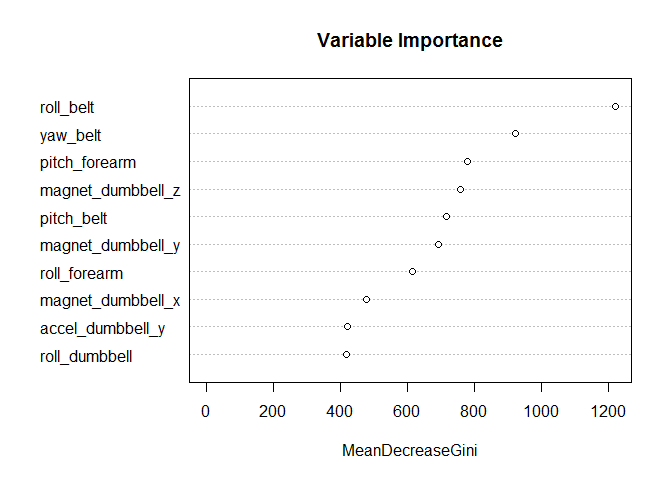 Variable Importance
roll_belt
yaw_belt
pitch_forearm
magnet_dumbbell_z
pitch_belt
magnet_dumbbell_y
roll_forearm
magnet_dumbbell_x
accel_dumbbell_y
roll_dumbbell
0 200 400 600 800 1000 1200
MeanDecreaseGini